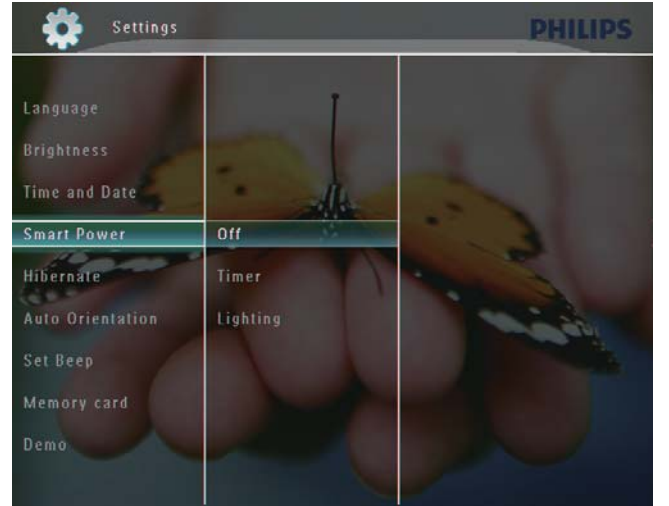 Settings
PHILIPS
Language
Brightness
Time and Date
Smart Power
Hibernate
Auto Orientation
Set Beep
Memory card
Demo
Off
Timer
Lighting